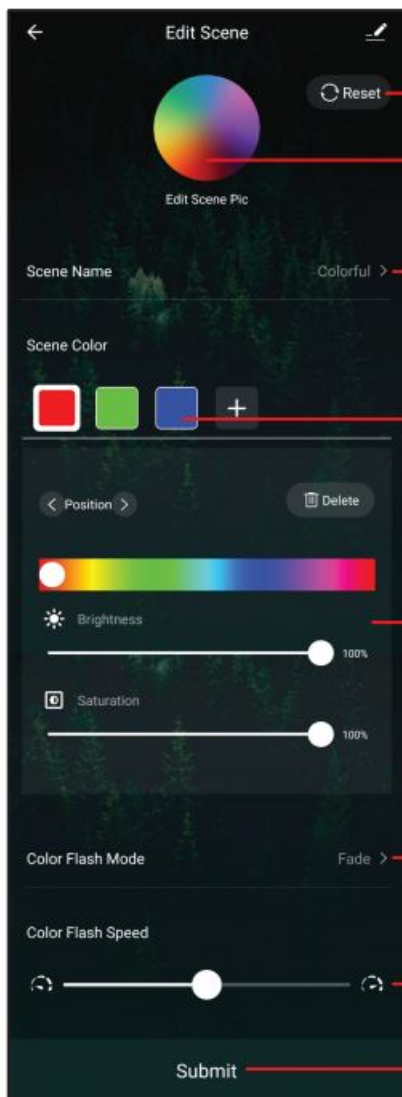 Edit Scene
Reset
Edit Scene Pic
Scene Name Colorful >
Scene Color
+
< Position > Delete
Brightness
100%
Saturation
100%
Color Flash Mode Fade >
Color Flash Speed
Submit